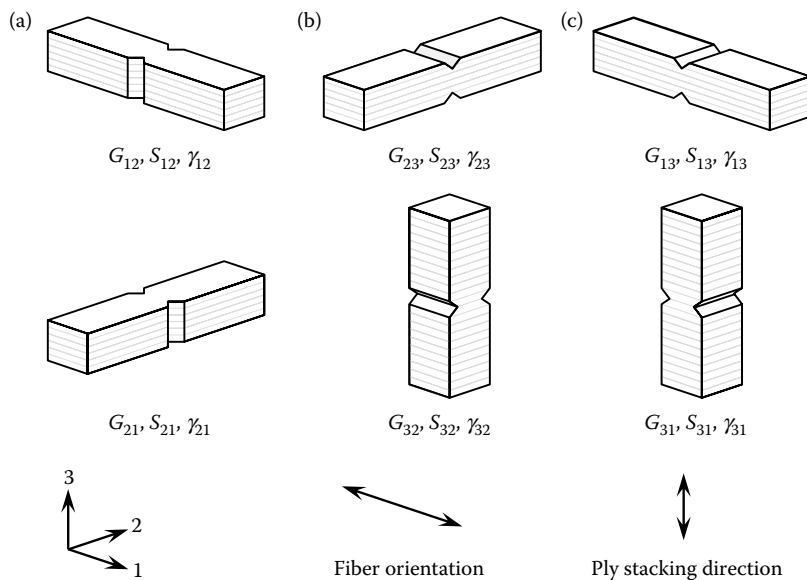 (a) (b) (c)
G₁₂, S₁₂, γ₁₂ G₂₃, S₂₃, γ₂₃ G₁₃, S₁₃, γ₁₃
G₂₁, S₂₁, γ₂₁ G₃₂, S₃₂, γ₃₂ G₃₁, S₃₁, γ₃₁
3
2
1
Fiber orientation Ply stacking direction